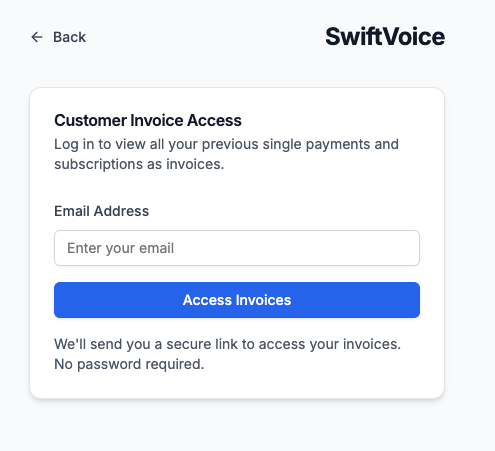 Back
SwiftVoice
Customer Invoice Access
Log in to view all your previous single payments and
subscriptions as invoices.
Email Address
Enter your email
Access Invoices
We'll send you a secure link to access your invoices.
No password required.